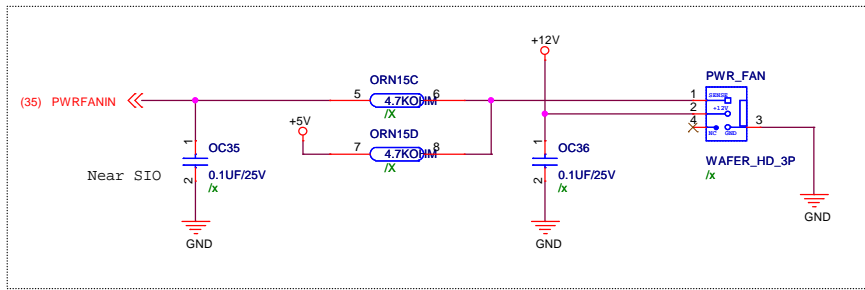 +12V
ORN15C
PWR_FAN
(35) PWRFANIN
5
4.7KOHM
6
/X
1
SENSE
+12V
2
4
NC
GND
3
+5V
ORN15D
7
4.7KOHM
8
/X
1
OC35
2
0.1UF/25V
/x
Near SIO
1
OC36
2
0.1UF/25V
/x
WAFER_HD_3P
/x
GND
GND
GND